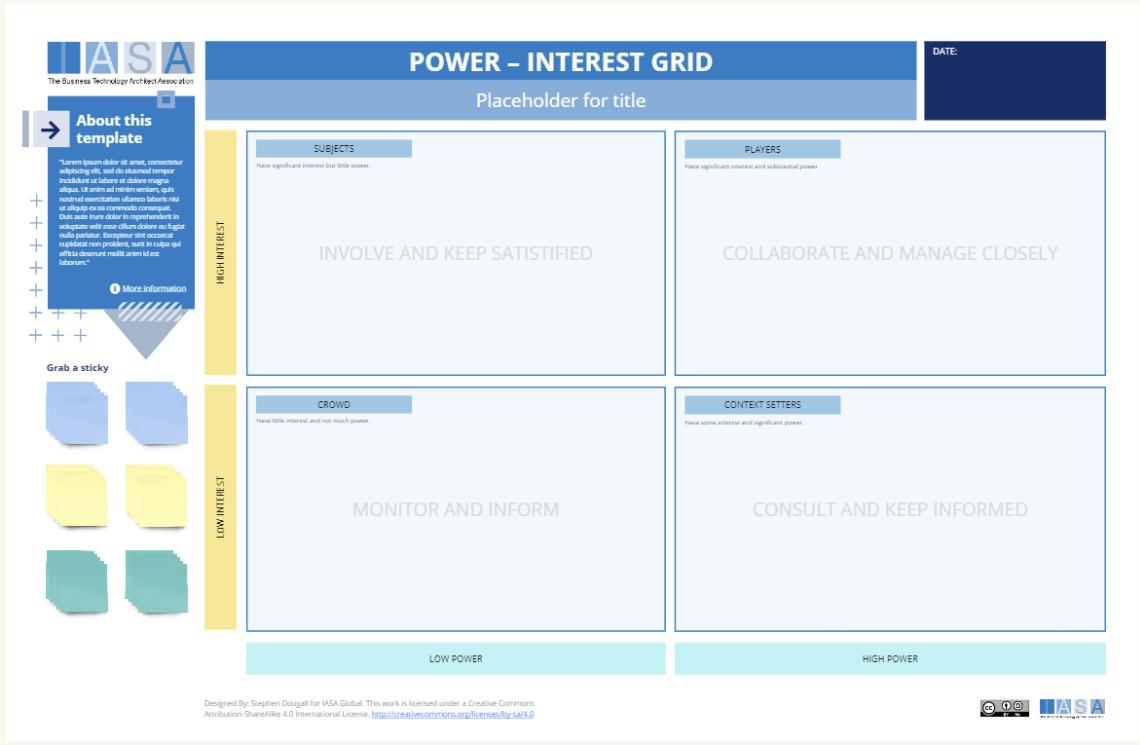 IASA
The Business Technology Architect Association
POWER – INTEREST GRID
Placeholder for title
DATE:
About this
template
"Lorem ipsum dolor sit amet, consectetur
adipiscing elit, sed do eiusmod tempor
incididunt ut labore et dolore magna
aliqua. Ut enim ad minim veniam, quis
nostrud exercitation ullamco laboris nisi
ut aliquip ex ea commodo consequat.
Duis aute irure dolor in reprehenderit in
voluptate velit esse cillum dolore eu fugiat
nulla pariatur. Excepteur sint occaecat
cupidatat non proident, sunt in culpa qui
officia deserunt mollit anim id est
laborum."
More information
Grab a sticky
HIGH INTEREST
SUBJECTS
Have significant interest but little power.
INVOLVE AND KEEP SATISTIFIED
PLAYERS
Have significant interest and substantial power
COLLABORATE AND MANAGE CLOSELY
LOW INTEREST
CROWD
Have little interest and not much power.
MONITOR AND INFORM
CONTEXT SETTERS
Have some interest and significant power.
CONSULT AND KEEP INFORMED
LOW POWER
HIGH POWER
Designed By: Stephen Dougall for IASA Global. This work is licensed under a Creative Commons
Attribution-ShareAlike 4.0 International License. http://creativecommons.org/licenses/by-sa/4.0
cc
BY SA
IASA